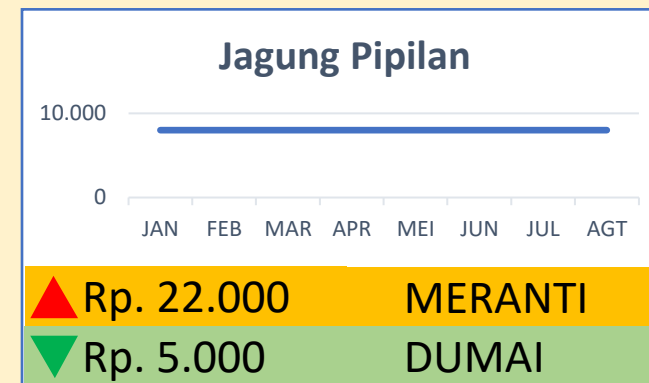 Jagung Pipilan
10.000
0
JAN FEB MAR APR MEI JUN JUL AGT
Rp. 22.000 MERANTI
Rp. 5.000 DUMAI